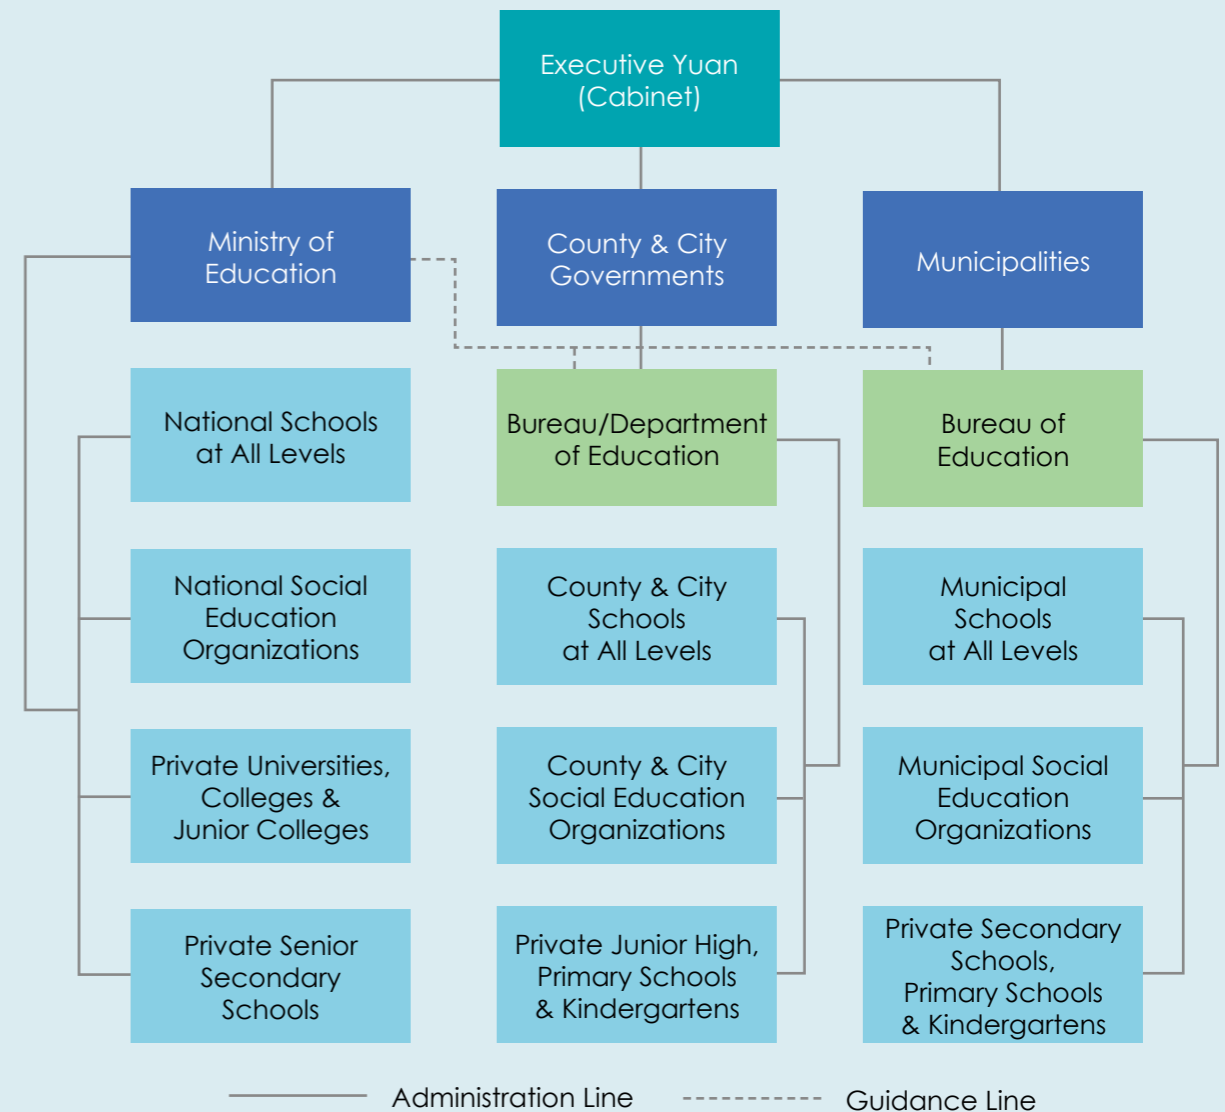 Executive Yuan
(Cabinet)
Ministry of
Education
County & City
Governments
Municipalities
National Schools
at All Levels
Bureau/Department
of Education
Bureau of
Education
National Social
Education
Organizations
County & City
Schools
at All Levels
Municipal
Schools
at All Levels
Private Universities,
Colleges &
Junior Colleges
County & City
Social Education
Organizations
Municipal Social
Education
Organizations
Private Senior
Secondary
Schools
Private Junior High,
Primary Schools
& Kindergartens
Private Secondary
Schools,
Primary Schools
& Kindergartens
Administration Line
Guidance Line